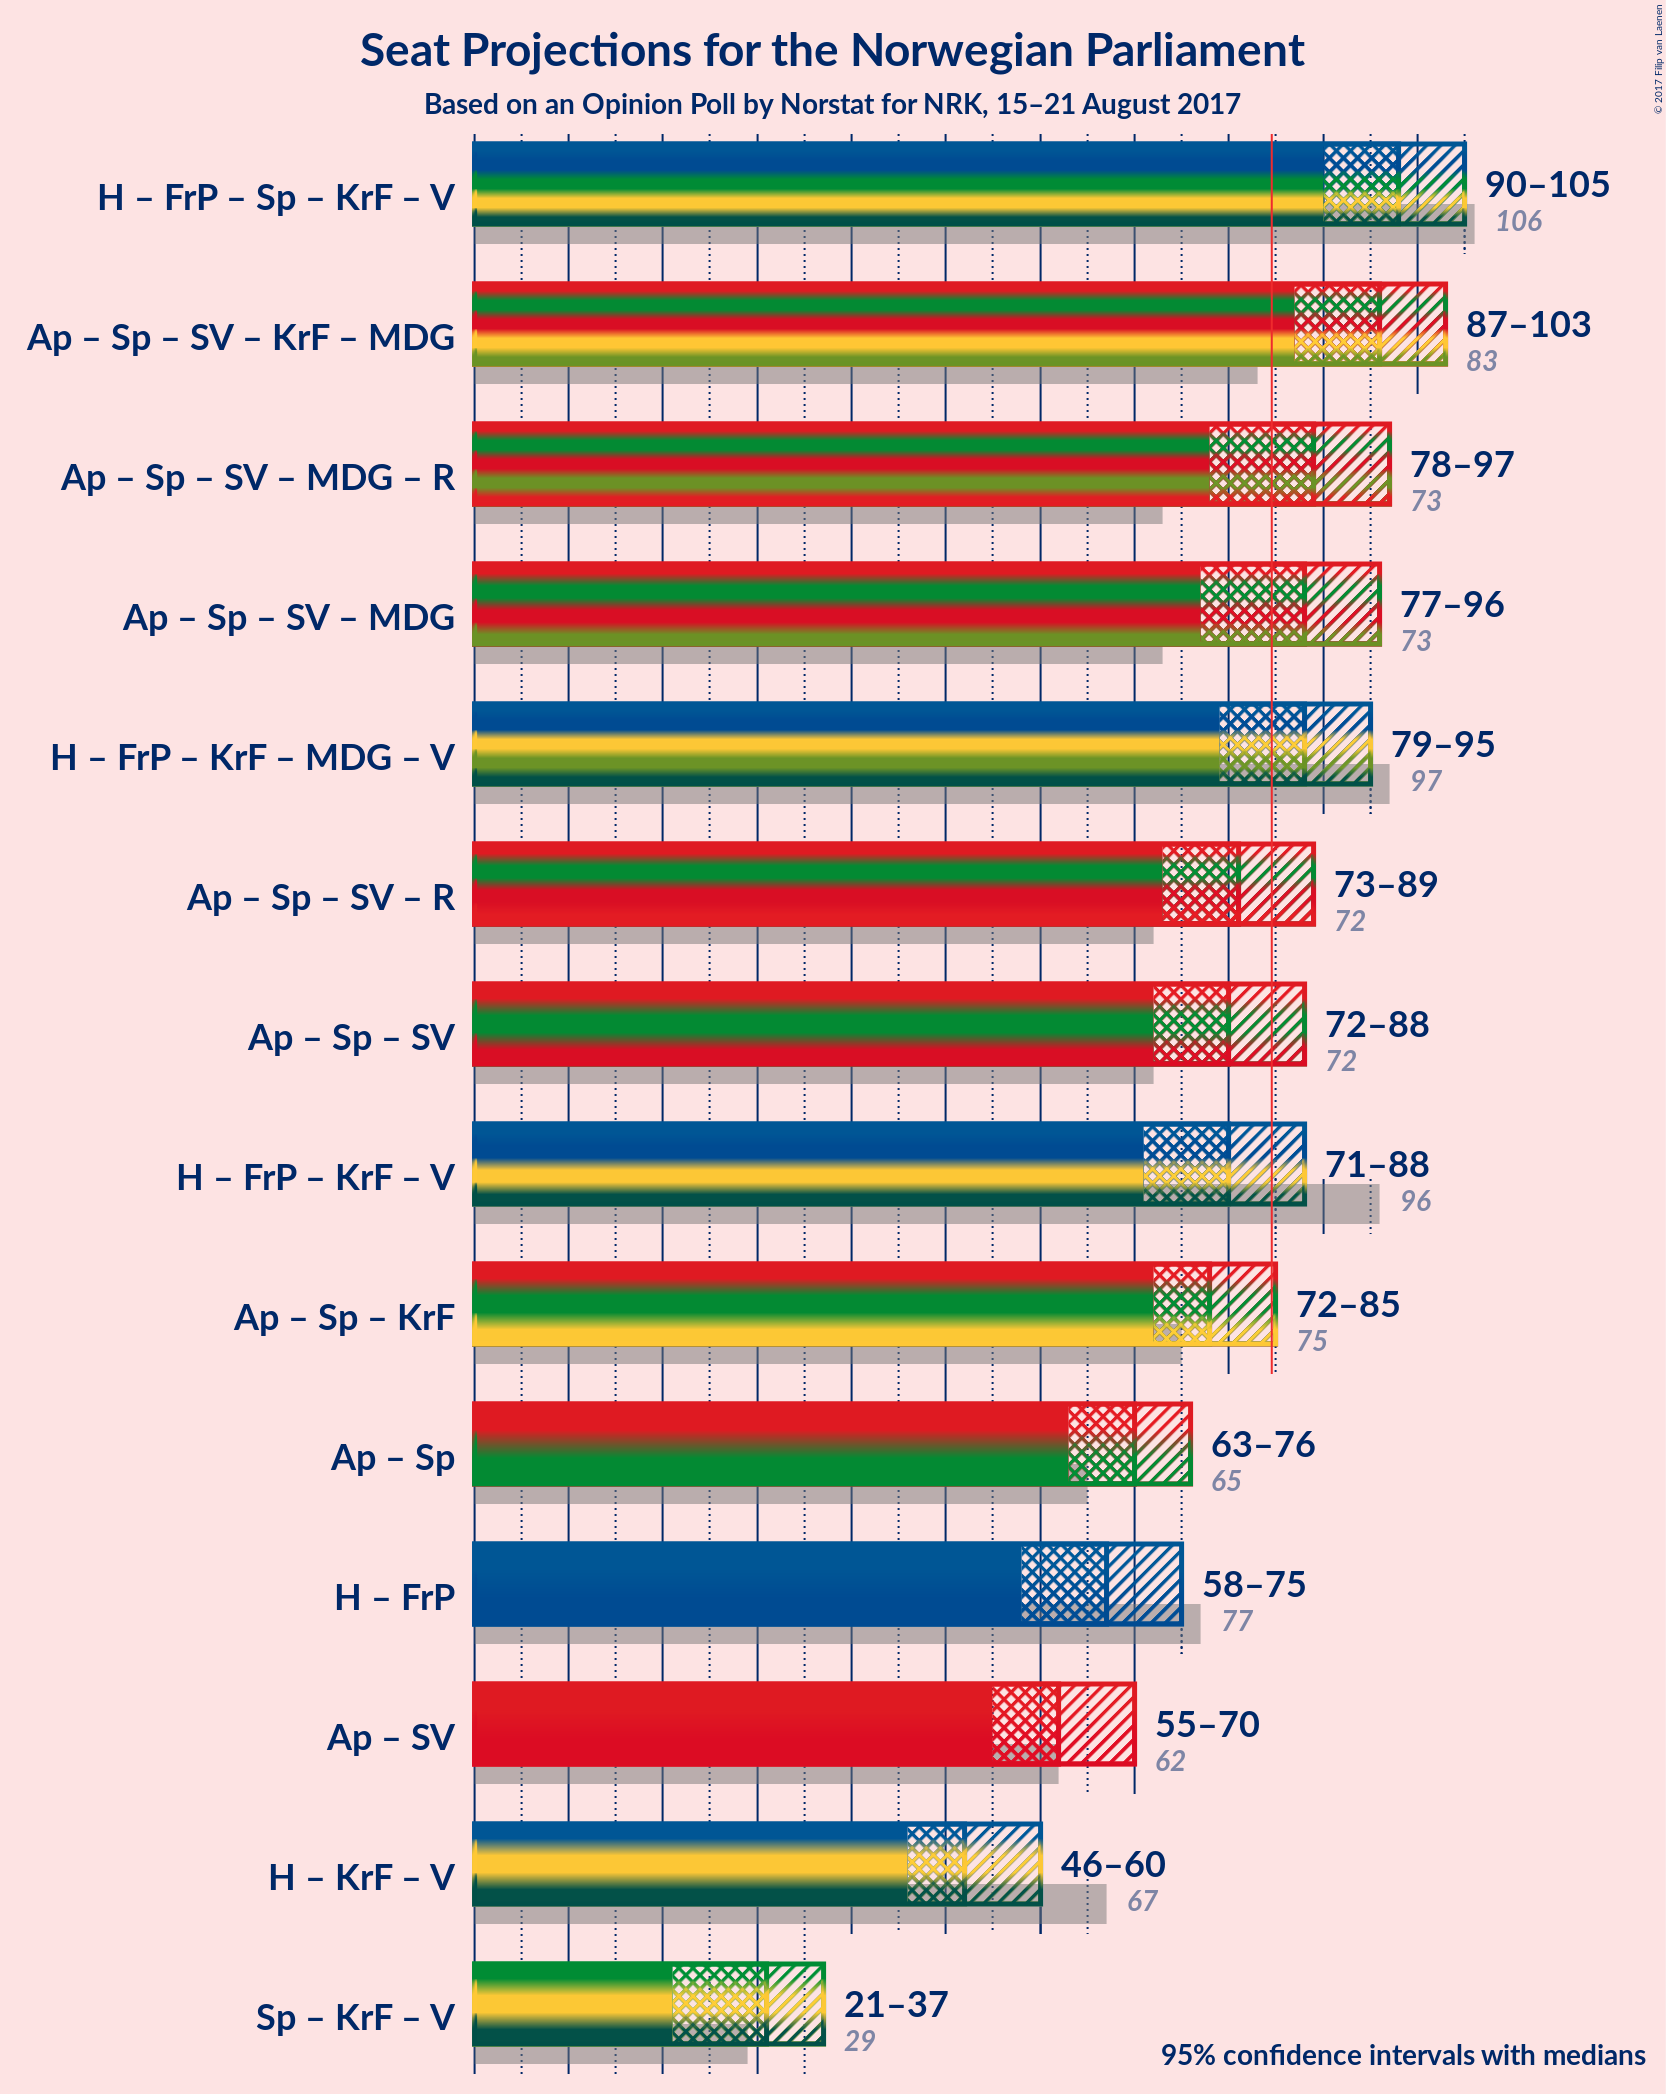 Seat Projections for the Norwegian Parliament
Based on an Opinion Poll by Norstat for NRK, 15–21 August 2017
© 2017 Filip van Laenen
H – FrP – Sp – KrF – V
90–105
106
Ap – Sp – SV – KrF – MDG
87–103
83
Ap – Sp – SV – MDG – R
78–97
73
Ap – Sp – SV – MDG
77–96
73
H – FrP – KrF – MDG – V
79–95
97
Ap – Sp – SV – R
73–89
72
Ap – Sp – SV
72–88
72
H – FrP – KrF – V
71–88
96
Ap – Sp – KrF
72–85
75
Ap – Sp
63–76
65
H – FrP
58–75
77
Ap – SV
55–70
62
H – KrF – V
46–60
67
Sp – KrF – V
21–37
29
95% confidence intervals with medians